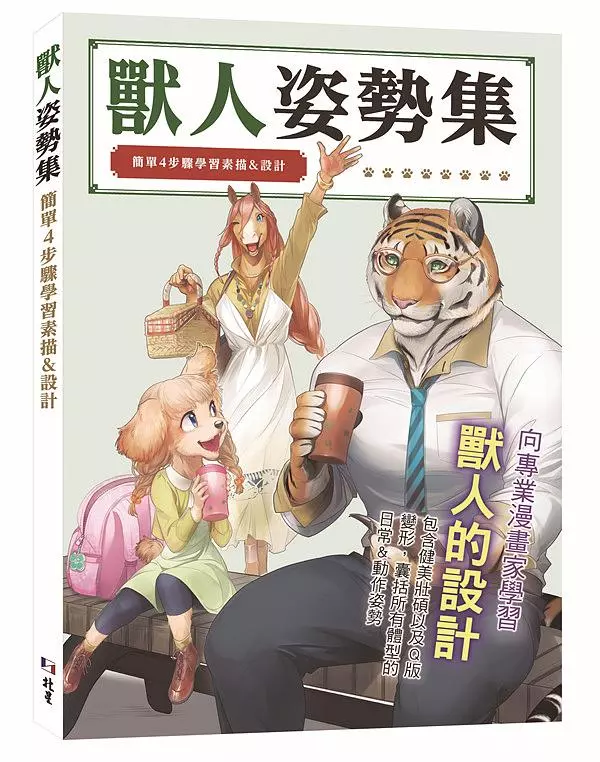 獸人姿勢集
簡單4步驟學習素描&設計
獸人姿勢集
簡單4步驟學習素描&設計
向專業漫畫家學習
獸人的設計
包含健美壯碩以及Q版
變形，囊括所有體型的
日常&動作姿勢
北星